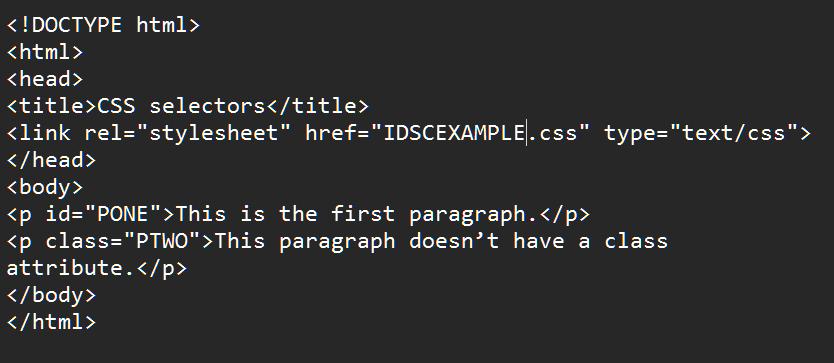 <!DOCTYPE html>
<html>
<head>
<title>CSS selectors</title>
<link rel="stylesheet" href="IDSCEXAMPLE.css" type="text/css">
</head>
<body>
<p id="PONE">This is the first paragraph.</p>
<p class="PTWO">This paragraph doesn’t have a class
attribute.</p>
</body>
</html>